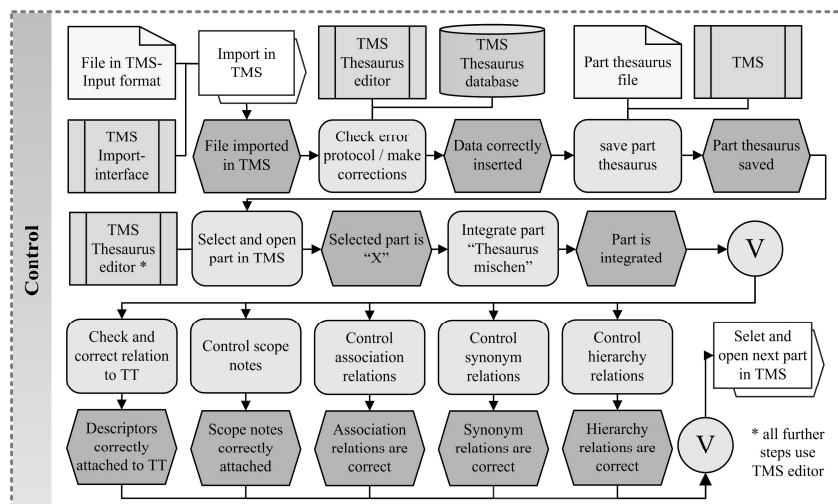 Control
File in TMS-
Input format
Import in
TMS
TMS
Thesaurus
editor
TMS
Thesaurus
database
Part thesaurus
file
TMS
TMS
Import-
interface
File imported
in TMS
Check error
protocol / make
corrections
Data correctly
inserted
save part
thesaurus
Part thesaurus
saved
TMS
Thesaurus
editor *
Select and open
part in TMS
Selected part is
“X”
Integrate part
“Thesaurus
mischen”
Part is
integrated
V
Check and
correct relation
to TT
Control scope
notes
Control
association
relations
Control
synonym
relations
Control
hierarchy
relations
Selet and
open next part
in TMS
Descriptors
correctly
attached to TT
Scope notes
correctly
attached
Association
relations are
correct
Synonym
relations are
correct
Hierarchy
relations are
correct
V
* all further
steps use
TMS editor